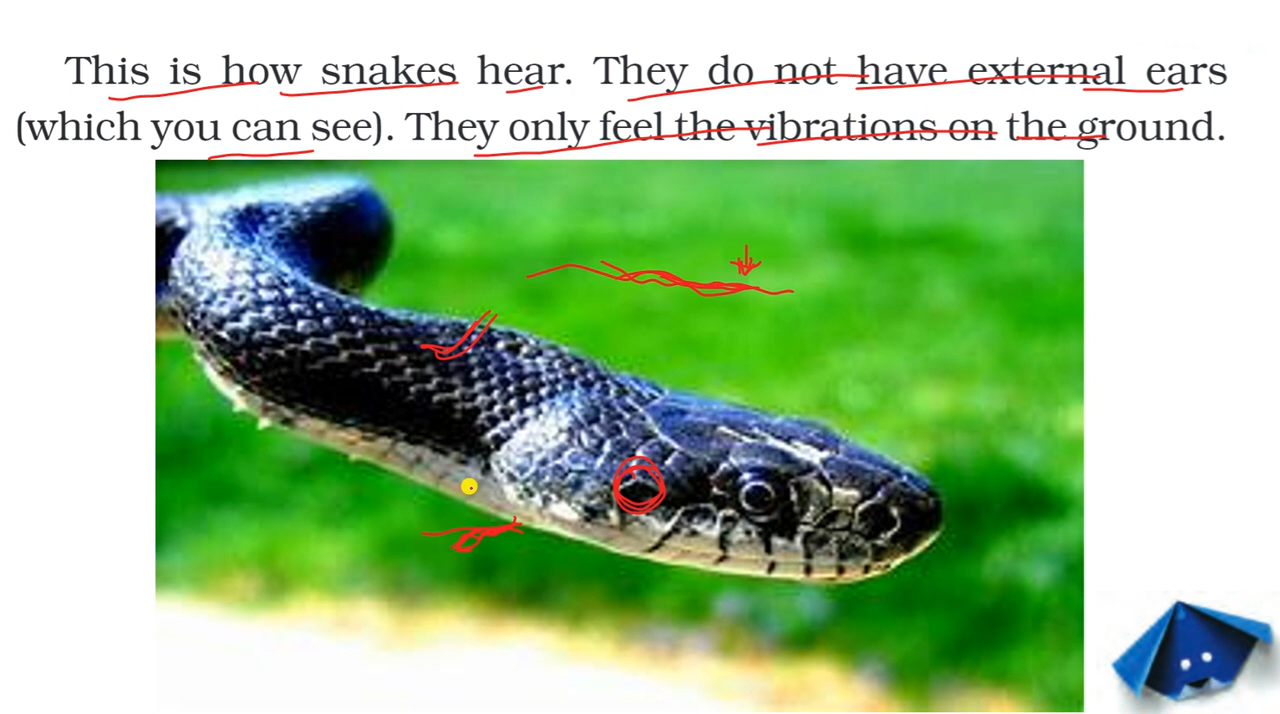 This is how snakes hear. They do not have external ears
(which you can see). They only feel the vibrations on the ground.